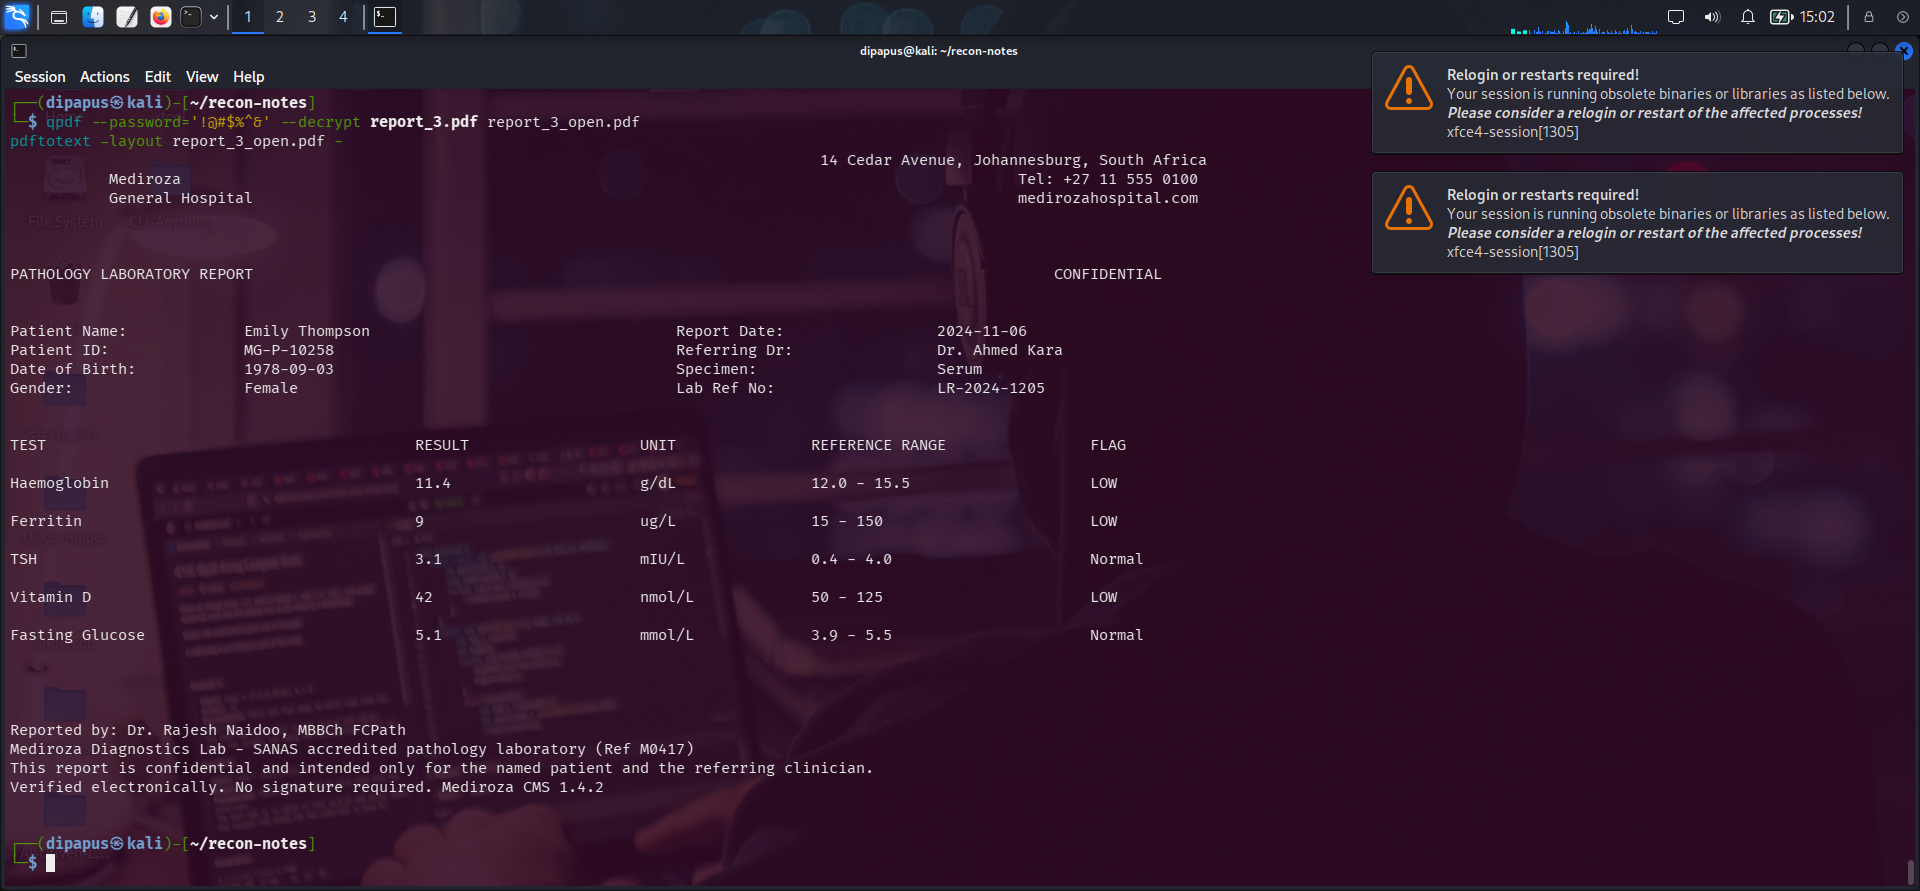 1 2 3 4
15:02
dipapus@kali: ~/recon-notes
Session Actions Edit View Help
Relogin or restarts required!
Your session is running obsolete binaries or libraries as listed below.
Please consider a relogin or restart of the affected processes!
xfce4-session[1305]
Relogin or restarts required!
Your session is running obsolete binaries or libraries as listed below.
Please consider a relogin or restart of the affected processes!
xfce4-session[1305]
┌──(dipapus㉿kali)-[~/recon-notes]
└─$ qpdf --password='!@#$%^&' --decrypt report_3.pdf report_3_open.pdf
pdftotext -layout report_3_open.pdf -
14 Cedar Avenue, Johannesburg, South Africa
Mediroza Tel: +27 11 555 0100
General Hospital medirozahospital.com
File System
PATHOLOGY LABORATORY REPORT CONFIDENTIAL
Patient Name: Emily Thompson Report Date: 2024-11-06
Patient ID: MG-P-10258 Referring Dr: Dr. Ahmed Kara
Date of Birth: 1978-09-03 Specimen: Serum
Gender: Female Lab Ref No: LR-2024-1205
TEST RESULT UNIT REFERENCE RANGE FLAG
Haemoglobin 11.4 g/dL 12.0 - 15.5 LOW
Ferritin 9 ug/L 15 - 150 LOW
TSH 3.1 mIU/L 0.4 - 4.0 Normal
Vitamin D 42 nmol/L 50 - 125 LOW
Fasting Glucose 5.1 mmol/L 3.9 - 5.5 Normal
Reported by: Dr. Rajesh Naidoo, MBBCh FCPath
Mediroza Diagnostics Lab - SANAS accredited pathology laboratory (Ref M0417)
This report is confidential and intended only for the named patient and the referring clinician.
Verified electronically. No signature required. Mediroza CMS 1.4.2
┌──(dipapus㉿kali)-[~/recon-notes]
└─$